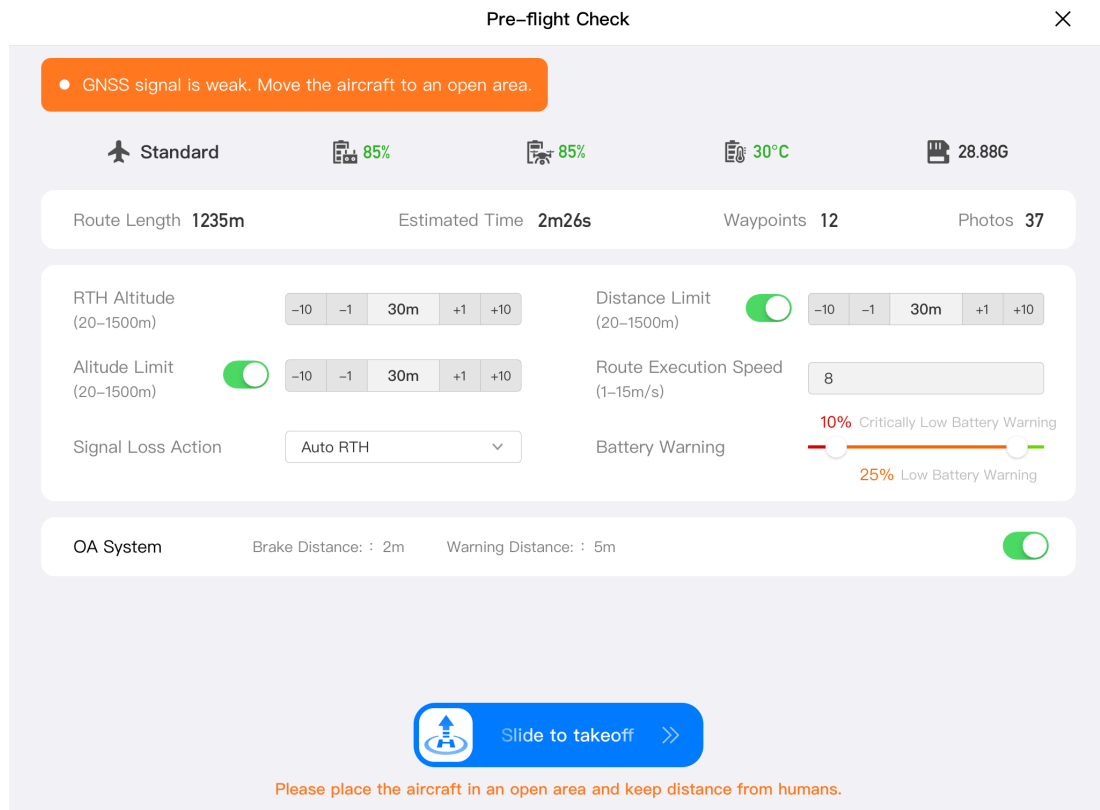 Pre-flight Check
GNSS signal is weak. Move the aircraft to an open area.
Standard 85% 85% 30°C 28.88G
Route Length 1235m Estimated Time 2m26s Waypoints 12 Photos 37
RTH Altitude
(20-1500m)
-10 -1 30m +1 +10
Distance Limit
(20-1500m)
-10 -1 30m +1 +10
Alitude Limit
(20-1500m)
-10 -1 30m +1 +10
Route Execution Speed
(1-15m/s)
8
Signal Loss Action Auto RTH
Battery Warning
10% Critically Low Battery Warning
25% Low Battery Warning
OA System Brake Distance: : 2m Warning Distance: : 5m
Slide to takeoff
Please place the aircraft in an open area and keep distance from humans.